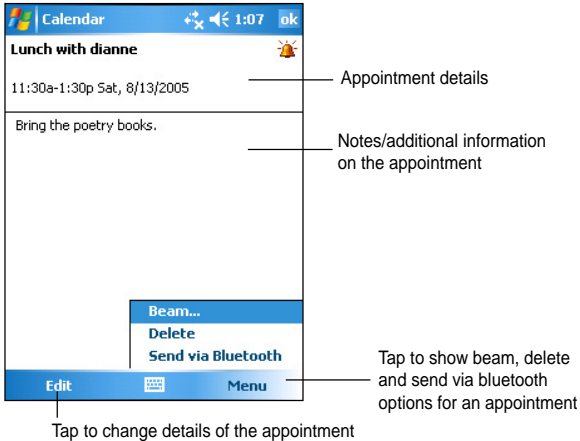 Calendar 1:07 ok
Lunch with dianne
11:30a-1:30p Sat, 8/13/2005
Appointment details
Bring the poetry books.
Notes/additional information
on the appointment
Beam...
Delete
Send via Bluetooth
Edit Menu
Tap to show beam, delete
and send via bluetooth
options for an appointment
Tap to change details of the appointment